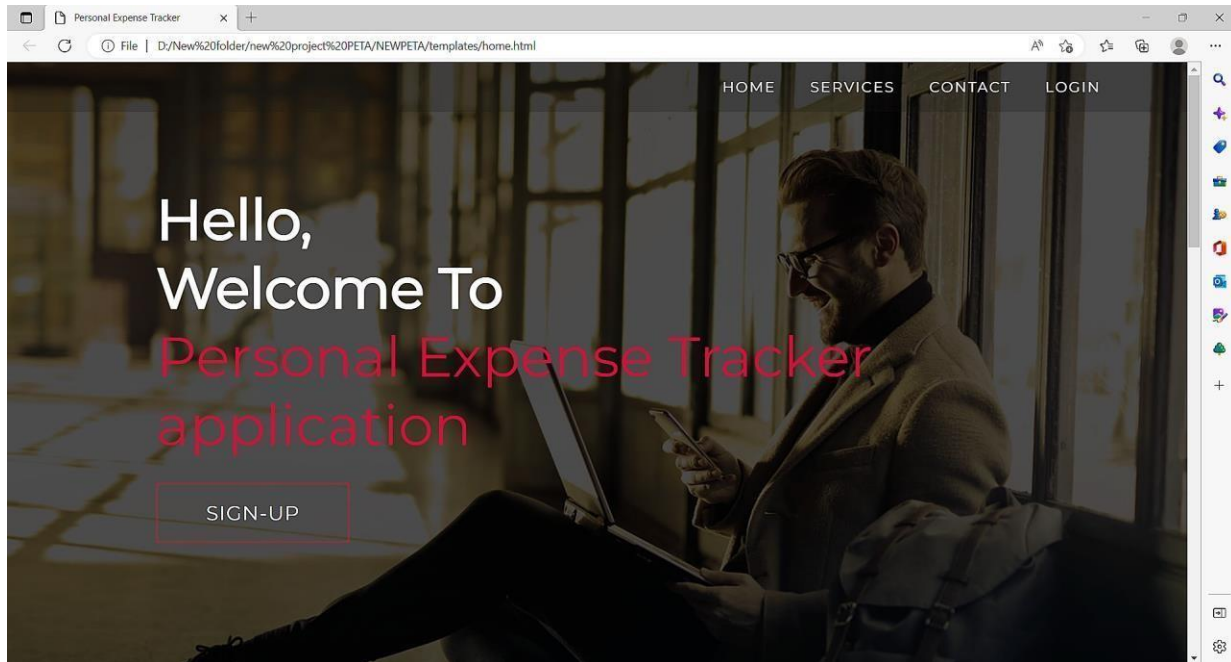 Personal Expense Tracker
File | D:/New%20folder/new%20project%20PETA/NEWPETA/templates/home.html
HOME SERVICES CONTACT LOGIN
Hello,
Welcome To
Personal Expense Tracker
application
SIGN-UP